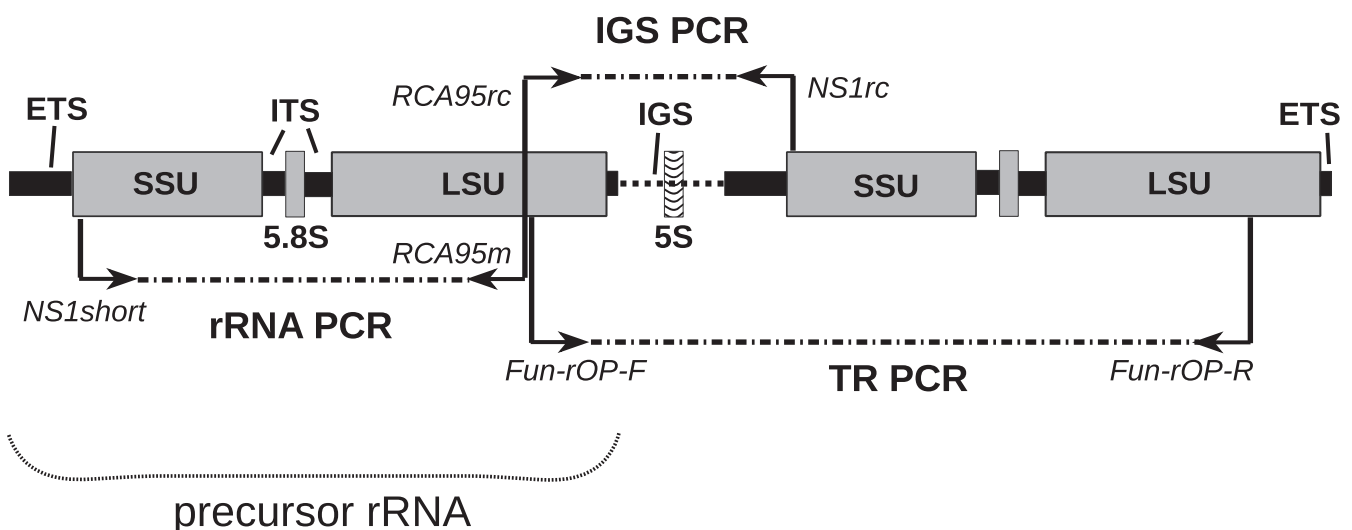 IGS PCR
RCA95rc
NS1rc
ETS
ITS
IGS
ETS
SSU
LSU
SSU
LSU
5.8S
RCA95m
5S
NS1short
rRNA PCR
Fun-rOP-F
TR PCR
Fun-rOP-R
precursor rRNA